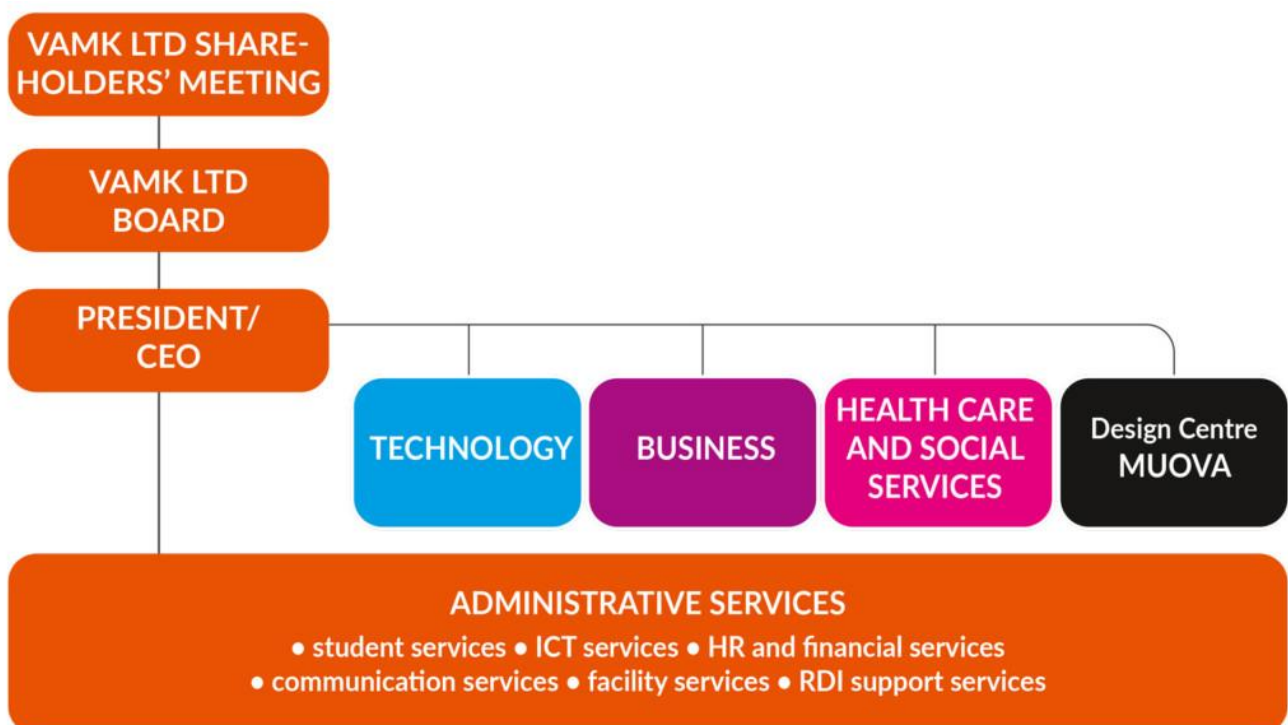 VAMK LTD SHARE-
HOLDERS’ MEETING
VAMK LTD
BOARD
PRESIDENT/
CEO
TECHNOLOGY
BUSINESS
HEALTH CARE
AND SOCIAL
SERVICES
Design Centre
MUOVA
ADMINISTRATIVE SERVICES
● student services ● ICT services ● HR and financial services
● communication services ● facility services ● RDI support services